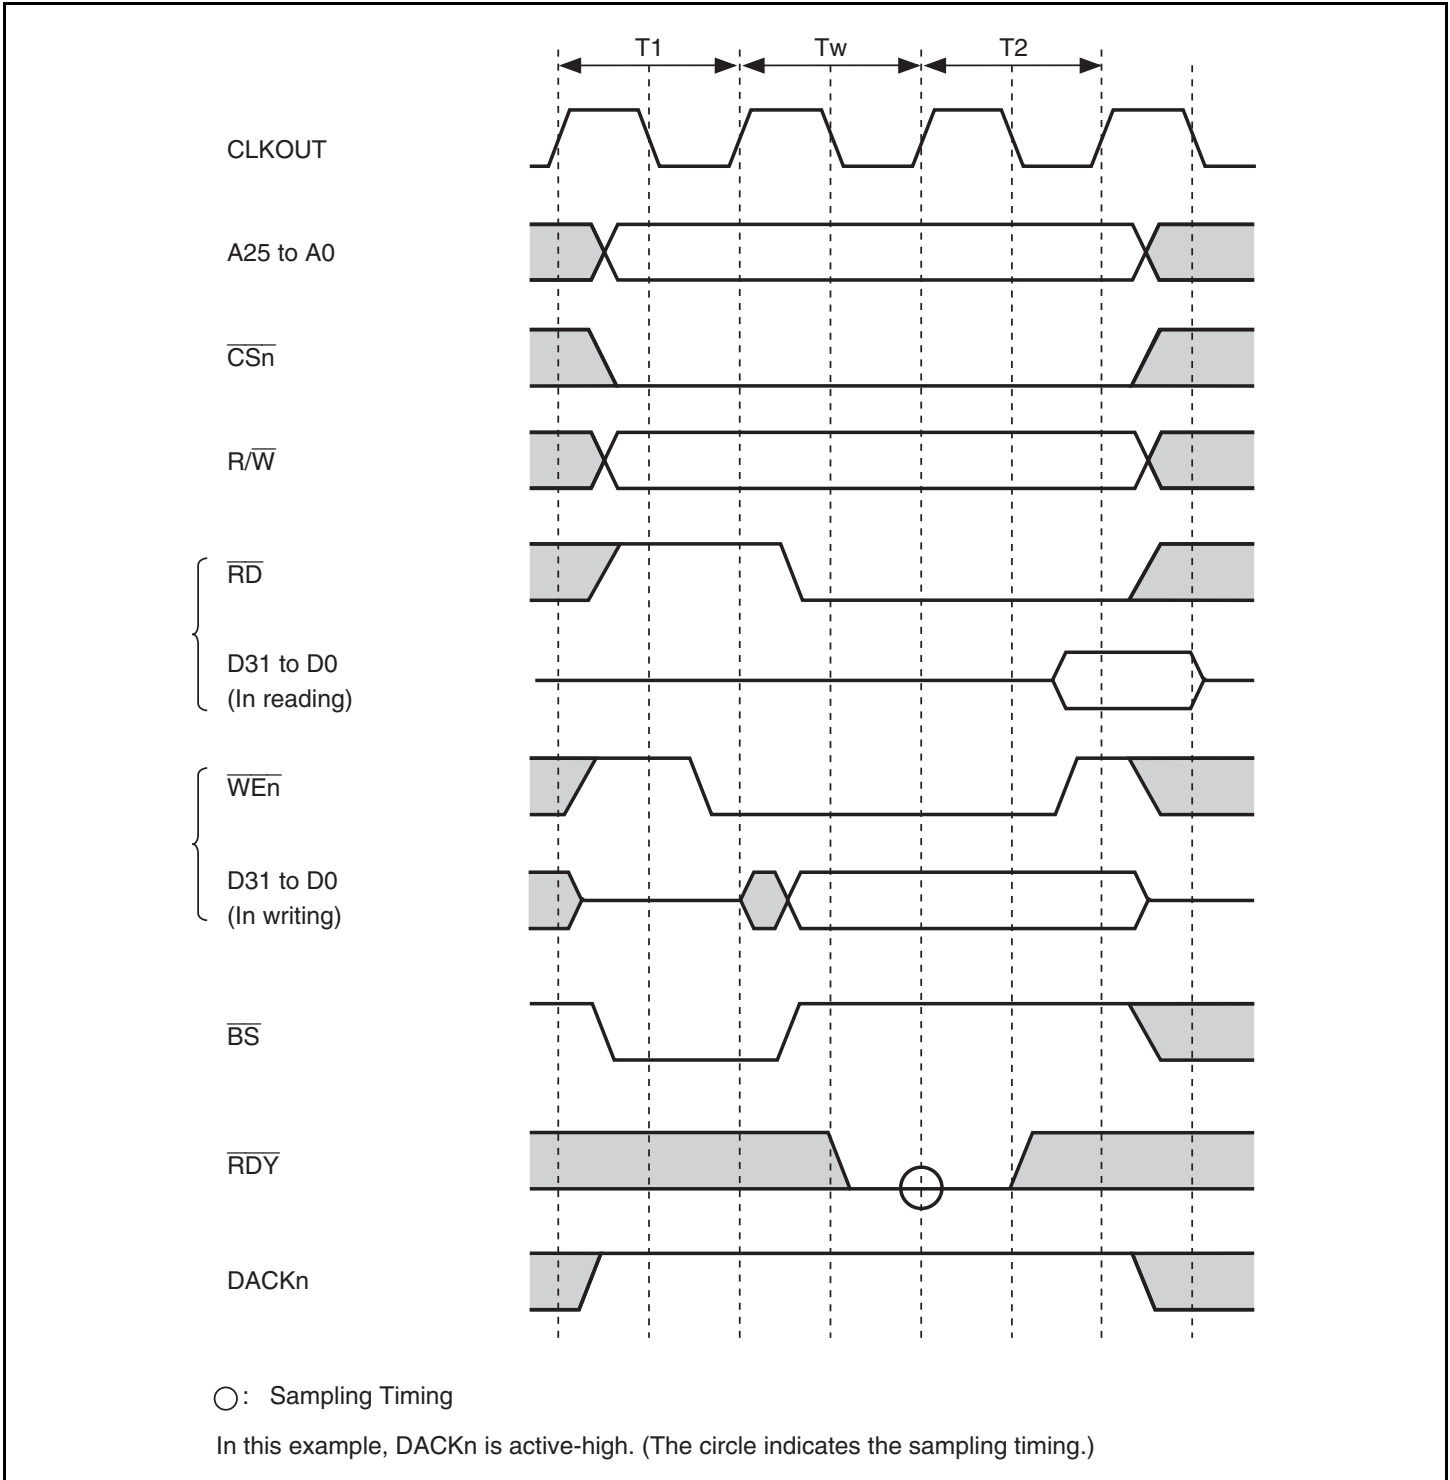 T1 Tw T2
CLKOUT
A25 to A0
CSn
R/W
RD
D31 to D0
(In reading)
WEn
D31 to D0
(In writing)
BS
RDY
DACKn
○: Sampling Timing
In this example, DACKn is active-high. (The circle indicates the sampling timing.)